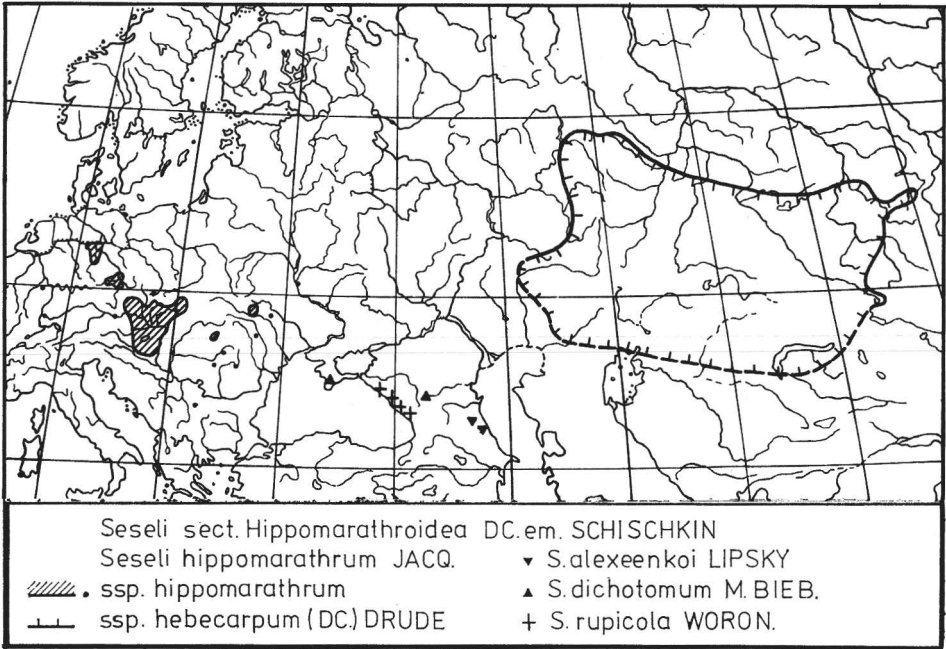 Seseli sect. Hippomarathroidea DC. em. SCHISCHKIN
Seseli hippomarathrum JACQ.
ssp. hippomarathrum
ssp. hebecarpum (DC.) DRUDE
S. alexeenkoi LIPSKY
S. dichotomum M. BIEB.
S. rupicola WORON.